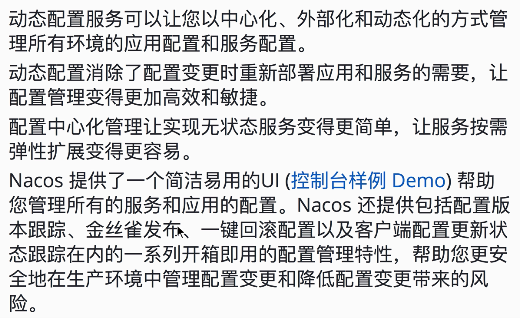 动态配置服务可以让您以中心化、外部化和动态化的方式管
理所有环境的应用配置和服务配置。
动态配置消除了配置变更时重新部署应用和服务的需要，让
配置管理变得更加高效和敏捷。
配置中心化管理让实现无状态服务变得更简单，让服务按需
弹性扩展变得更容易。
Nacos 提供了一个简洁易用的UI (控制台样例 Demo) 帮助
您管理所有的服务和应用的配置。Nacos 还提供包括配置版
本跟踪、金丝雀发布、一键回滚配置以及客户端配置更新状
态跟踪在内的一系列开箱即用的配置管理特性，帮助您更安
全地在生产环境中管理配置变更和降低配置变更带来的风
险。